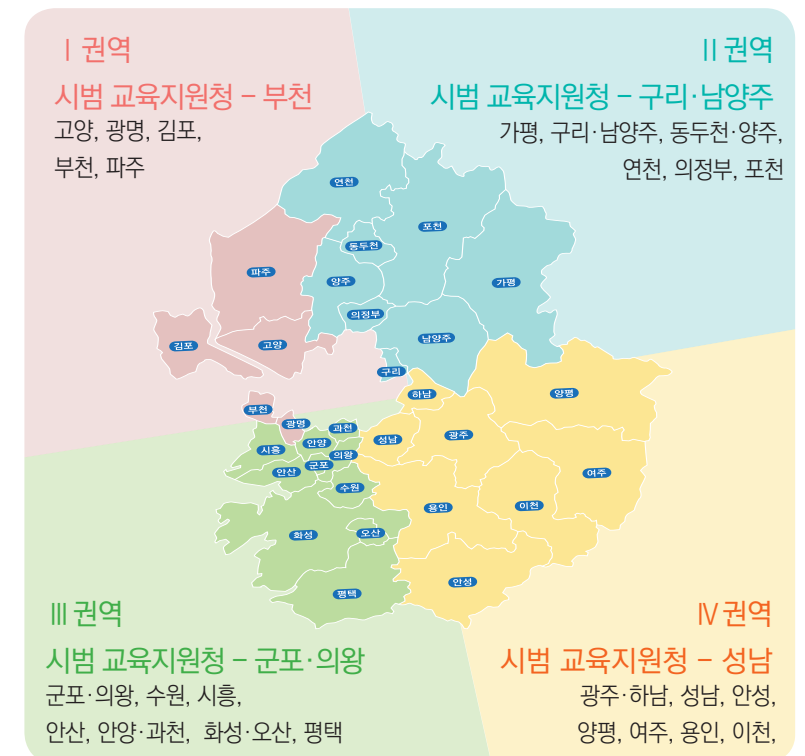 Ⅰ 권역
시범 교육지원청 – 부천
고양, 광명, 김포,
부천, 파주
Ⅱ 권역
시범 교육지원청 – 구리·남양주
가평, 구리·남양주, 동두천·양주,
연천, 의정부, 포천
연천
포천
동두천
파주
양주
가평
의정부
남양주
김포
고양
구리
하남
양평
부천
광명
과천
시흥
안양
의왕
성남
광주
안산
군포
여주
수원
용인
이천
화성
오산
안성
평택
Ⅲ 권역
시범 교육지원청 – 군포·의왕
군포·의왕, 수원, 시흥,
안산, 안양·과천, 화성·오산, 평택
Ⅳ 권역
시범 교육지원청 – 성남
광주·하남, 성남, 안성,
양평, 여주, 용인, 이천,